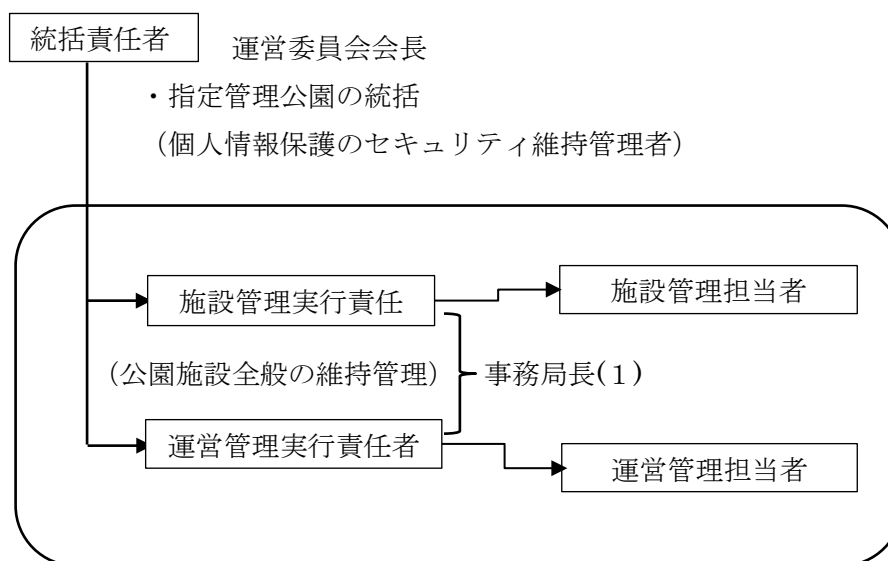 統括責任者
運営委員会会長
・指定管理公園の統括
（個人情報保護のセキュリティ維持管理者）
施設管理実行責任
施設管理担当者
（公園施設全般の維持管理）
事務局長(１)
運営管理実行責任者
運営管理担当者